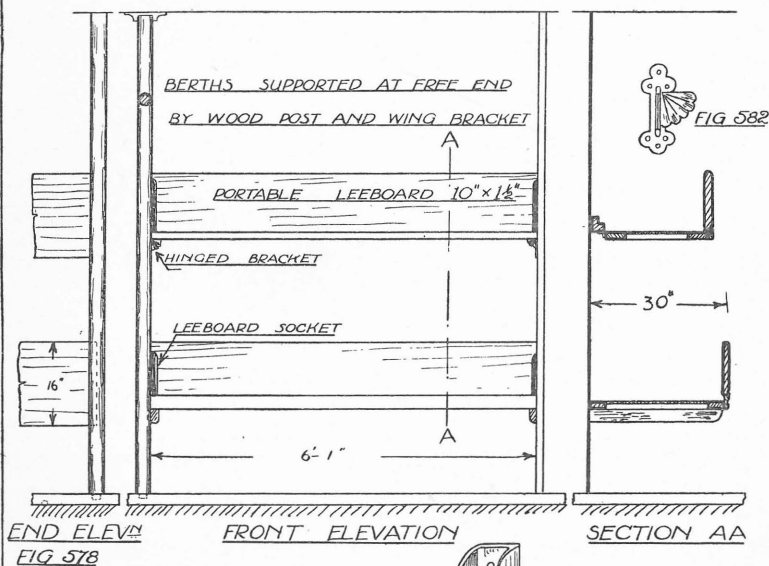 BERTHS SUPPORTED AT FREE END
BY WOOD POST AND WING BRACKET
A
FIG 582
PORTABLE LEEBOARD 10"×1½"
HINGED BRACKET
30"
LEEBOARD SOCKET
16"
A
6'-1"
END ELEVN
FRONT ELEVATION
SECTION AA
FIG 578